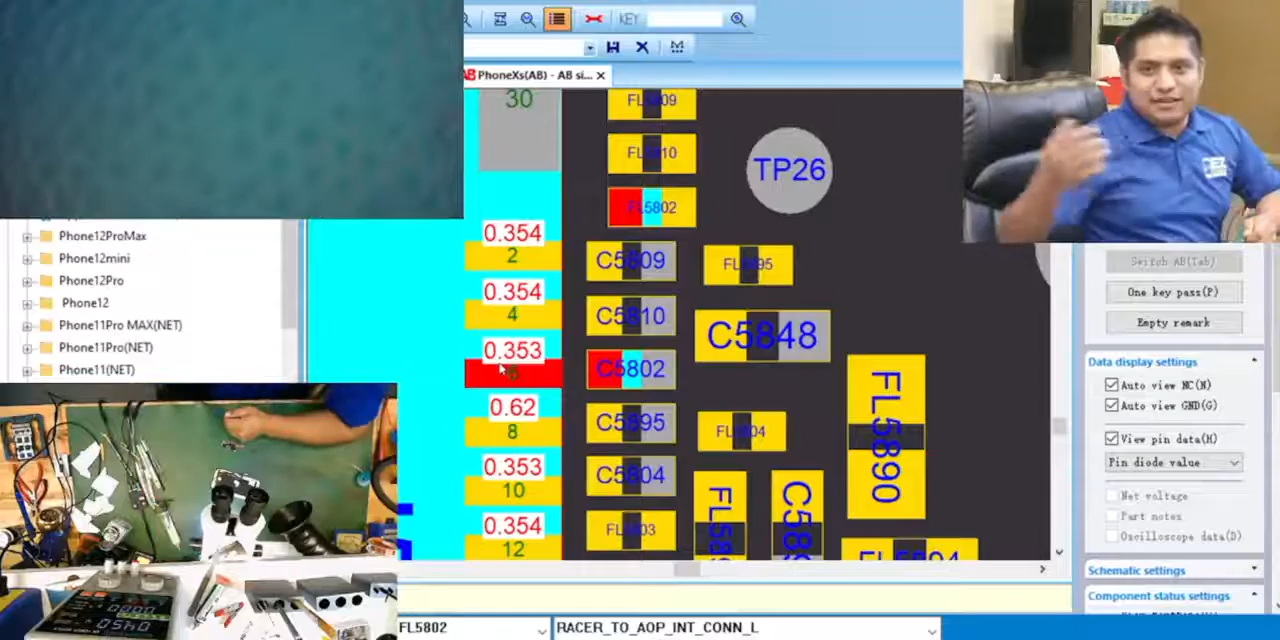 KEY
PhoneXs(AB) - AB si...
30
FL5809
FL5810
TP26
FL5802
0.354
2
C5809
FL5895
0.354
4
C5810
C5848
0.353
6
C5802
FL5890
0.62
8
C5895
FL5804
0.353
10
C5804
0.354
12
FL5803
EZ
Phone12ProMax
Phone12mini
Phone12Pro
Phone12
Phone11Pro MAX(NET)
Phone11Pro(NET)
Phone11(NET)
Switch AB(Tab)
One key pass(P)
Empty remark
Data display settings
Auto view NC(N)
Auto view GND(G)
View pin data(M)
Pin diode value
Net voltage
Part notes
Oscilloscope data(D)
Schematic settings
Component status settings
FL5802
RACER_TO_AOP_INT_CONN_L